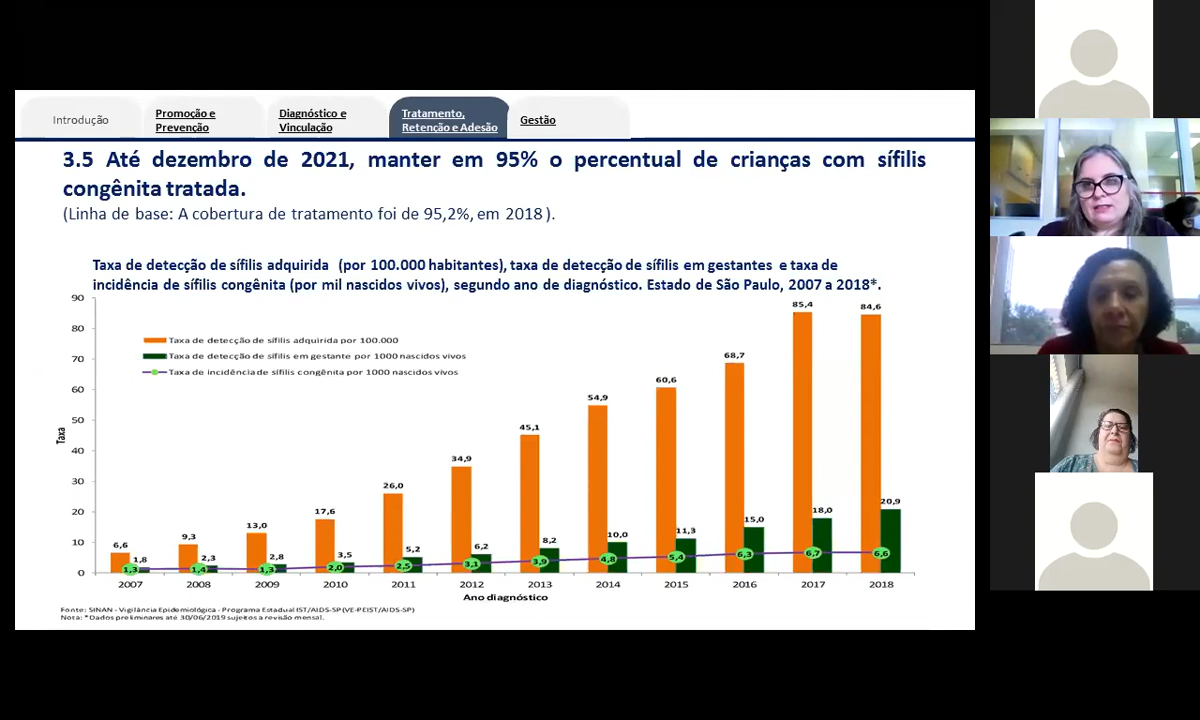 Introdução
Promoção e
Prevenção
Diagnóstico e
Vinculação
Tratamento,
Retenção e Adesão
Gestão
3.5 Até dezembro de 2021, manter em 95% o percentual de crianças com sífilis
congênita tratada.
(Linha de base: A cobertura de tratamento foi de 95,2%, em 2018 ).
Taxa de detecção de sífilis adquirida (por 100.000 habitantes), taxa de detecção de sífilis em gestantes e taxa de
incidência de sífilis congênita (por mil nascidos vivos), segundo ano de diagnóstico. Estado de São Paulo, 2007 a 2018*.
Taxa de detecção de sífilis adquirida por 100.000
Taxa de detecção de sífilis em gestante por 1000 nascidos vivos
Taxa de incidência de sífilis congênita por 1000 nascidos vivos
Taxa
90
80
70
60
50
40
30
20
10
0
6,6 9,3 13,0 17,6 26,0 34,9 45,1 54,9 60,6 68,7 85,4 84,6
1,8 2,3 2,8 3,5 5,2 6,2 8,2 10,0 11,3 15,0 18,0 20,9
1,3 1,4 1,3 2,0 2,5 3,1 3,9 4,8 5,4 6,3 6,7 6,6
2007 2008 2009 2010 2011 2012 2013 2014 2015 2016 2017 2018
Ano diagnóstico
Fonte: SINAN - Vigilância Epidemiológica - Programa Estadual IST/AIDS-SP(VE-PEIST/AIDS-SP)
Nota: *Dados preliminares até 30/06/2019 sujeitos a revisão mensal.